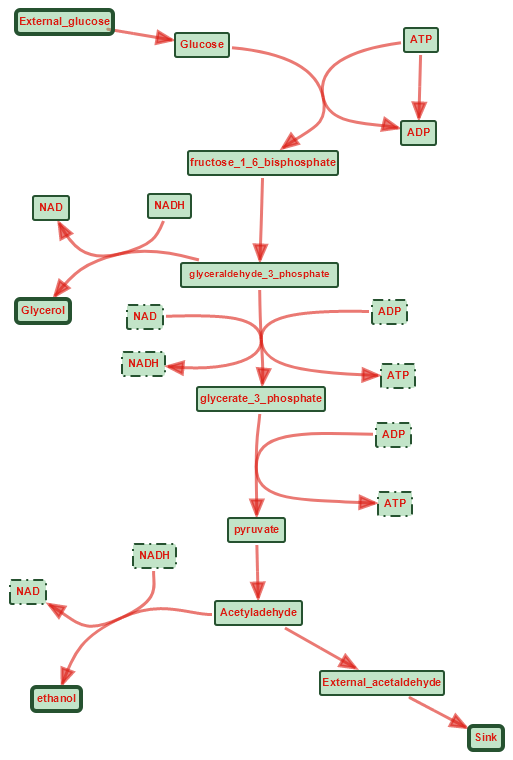 External_glucose
Glucose
ATP
ADP
fructose_1_6_bisphosphate
NAD
NADH
glyceraldehyde_3_phosphate
Glycerol
NAD
ADP
NADH
ATP
glycerate_3_phosphate
ADP
ATP
pyruvate
NADH
NAD
Acetyladehyde
External_acetaldehyde
ethanol
Sink